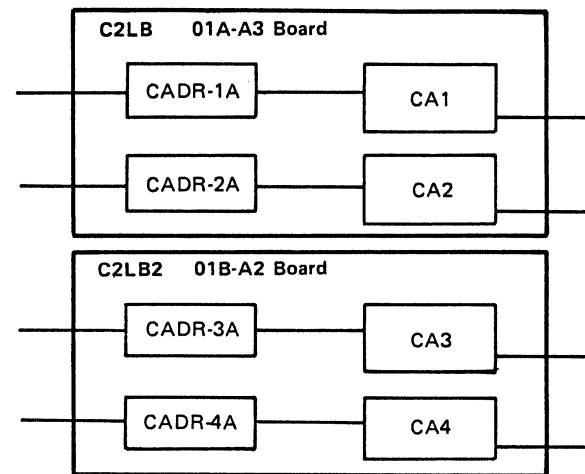 C2LB 01A-A3 Board
CADR-1A CA1
CADR-2A CA2
C2LB2 01B-A2 Board
CADR-3A CA3
CADR-4A CA4